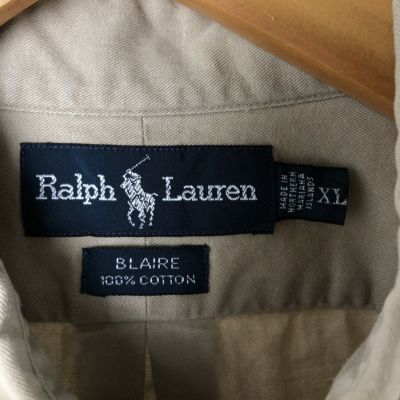 Ralph Lauren
MADE IN
NORTHERN
MARIANA
ISLANDS
XL
BLAIRE
100% COTTON